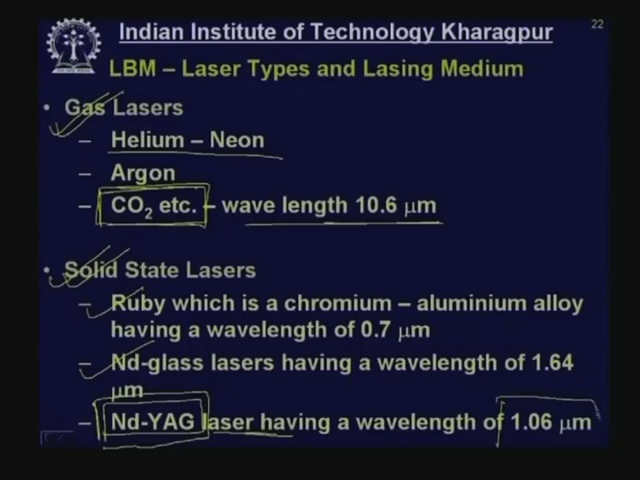 22
Indian Institute of Technology Kharagpur
LBM – Laser Types and Lasing Medium
• Gas Lasers
– Helium – Neon
– Argon
– CO2 etc. – wave length 10.6 μm
• Solid State Lasers
– Ruby which is a chromium – aluminium alloy
having a wavelength of 0.7 μm
– Nd-glass lasers having a wavelength of 1.64
μm
– Nd-YAG laser having a wavelength of 1.06 μm